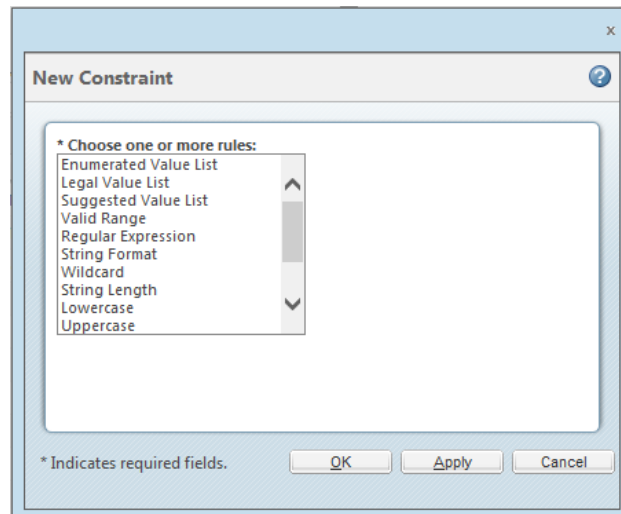 x
New Constraint
?
* Choose one or more rules:
Enumerated Value List
Legal Value List
Suggested Value List
Valid Range
Regular Expression
String Format
Wildcard
String Length
Lowercase
Uppercase
* Indicates required fields.
OK
Apply
Cancel